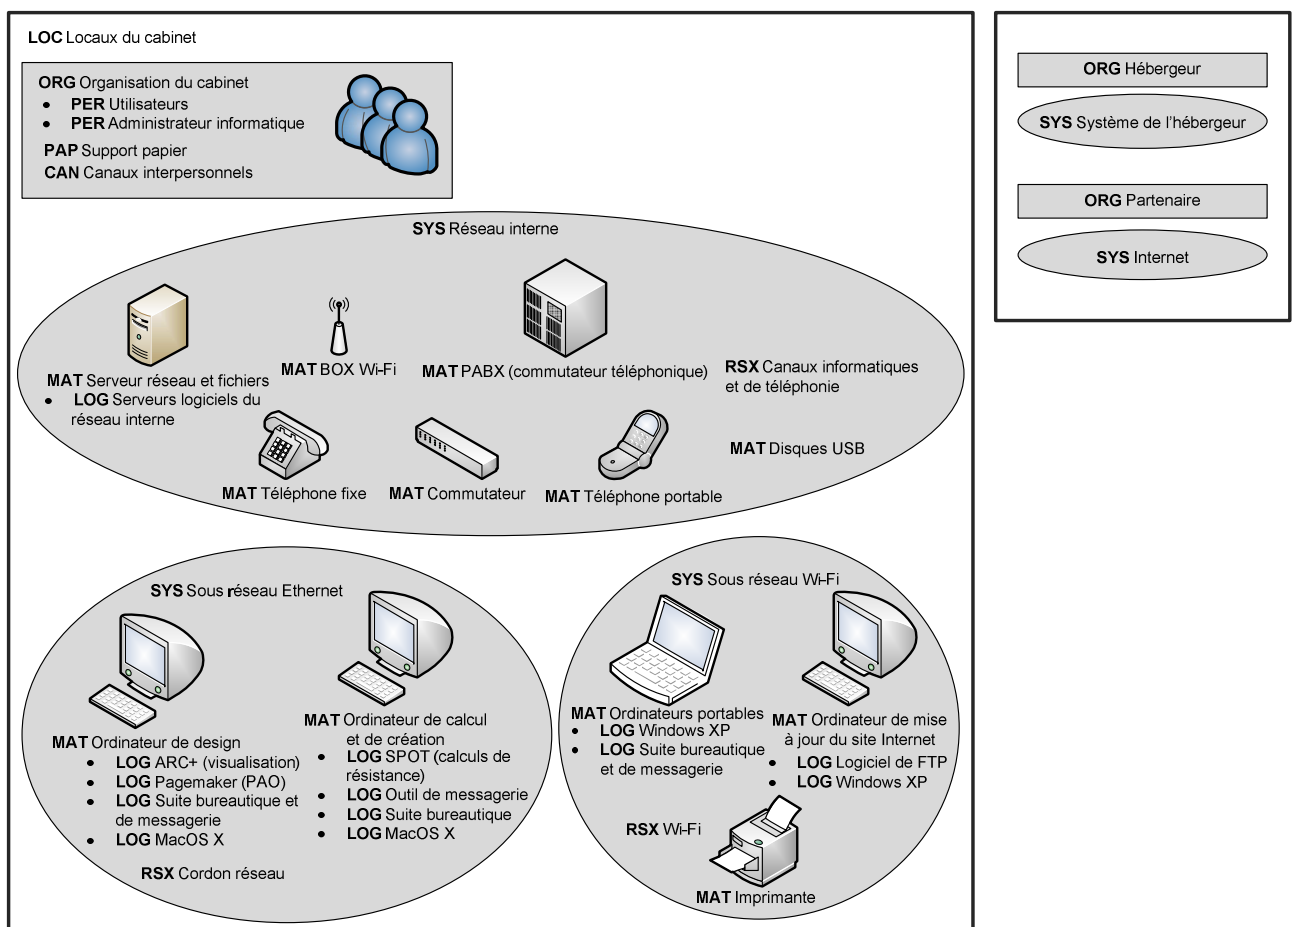 LOC Locaux du cabinet
ORG Organisation du cabinet
• PER Utilisateurs
• PER Administrateur informatique
PAP Support papier
CAN Canaux interpersonnels
SYS Réseau interne
MAT Serveur réseau et fichiers
• LOG Serveurs logiciels du
réseau interne
MAT BOX Wi-Fi
MAT PABX (commutateur téléphonique)
RSX Canaux informatiques
et de téléphonie
MAT Téléphone fixe
MAT Commutateur
MAT Téléphone portable
MAT Disques USB
SYS Sous réseau Ethernet
MAT Ordinateur de design
• LOG ARC+ (visualisation)
• LOG Pagemaker (PAO)
• LOG Suite bureautique et
de messagerie
• LOG MacOS X
MAT Ordinateur de calcul
et de création
• LOG SPOT (calculs de
résistance)
• LOG Outil de messagerie
• LOG Suite bureautique
• LOG MacOS X
RSX Cordon réseau
SYS Sous réseau Wi-Fi
MAT Ordinateurs portables
• LOG Windows XP
• LOG Suite bureautique
et de messagerie
MAT Ordinateur de mise
à jour du site Internet
• LOG Logiciel de FTP
• LOG Windows XP
RSX Wi-Fi
MAT Imprimante
ORG Hébergeur
SYS Système de l'hébergeur
ORG Partenaire
SYS Internet